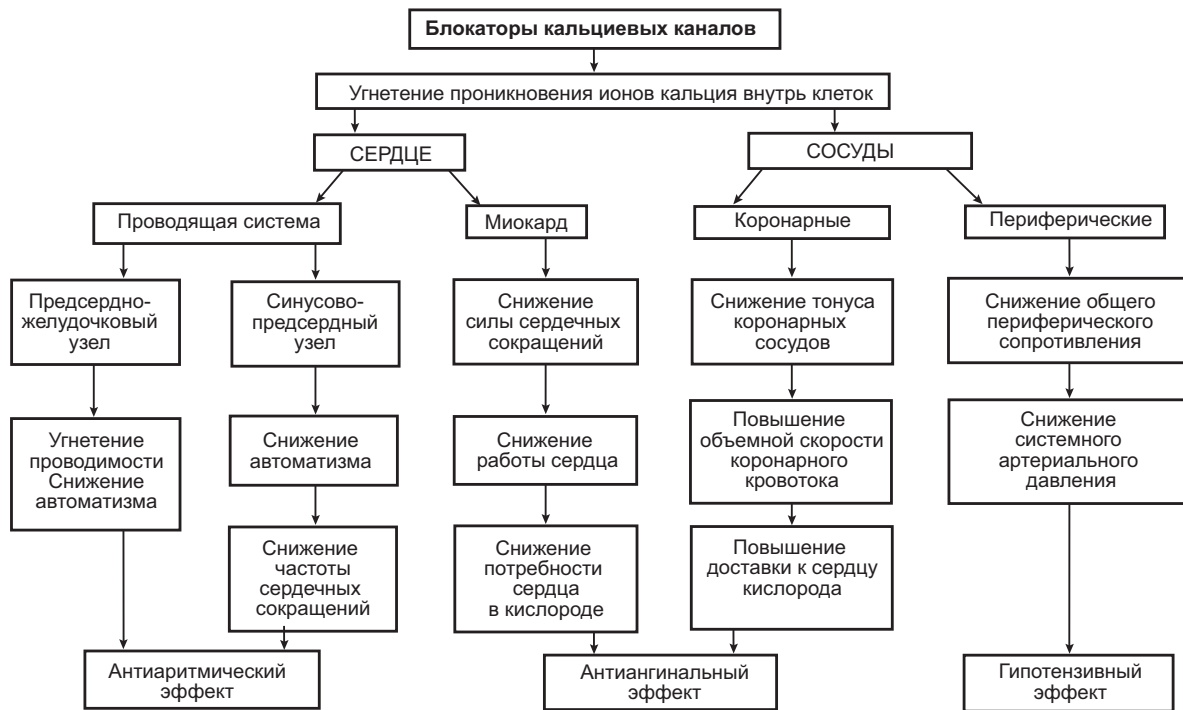 Блокаторы кальциевых каналов
Угнетение проникновения ионов кальция внутрь клеток
СЕРДЦЕ
СОСУДЫ
Проводящая система
Миокард
Коронарные
Периферические
Предсердно-
желудочковый
узел
Синусово-
предсердный
узел
Снижение
силы сердечных
сокращений
Снижение тонуса
коронарных
сосудов
Снижение общего
периферического
сопротивления
Угнетение
проводимости
Снижение
автоматизма
Снижение
автоматизма
Снижение
работы сердца
Повышение
объемной скорости
коронарного
кровотока
Снижение
системного
артериального
давления
Снижение
частоты
сердечных
сокращений
Снижение
потребности
сердца
в кислороде
Повышение
доставки к сердцу
кислорода
Антиаритмический
эффект
Антиангинальный
эффект
Гипотензивный
эффект